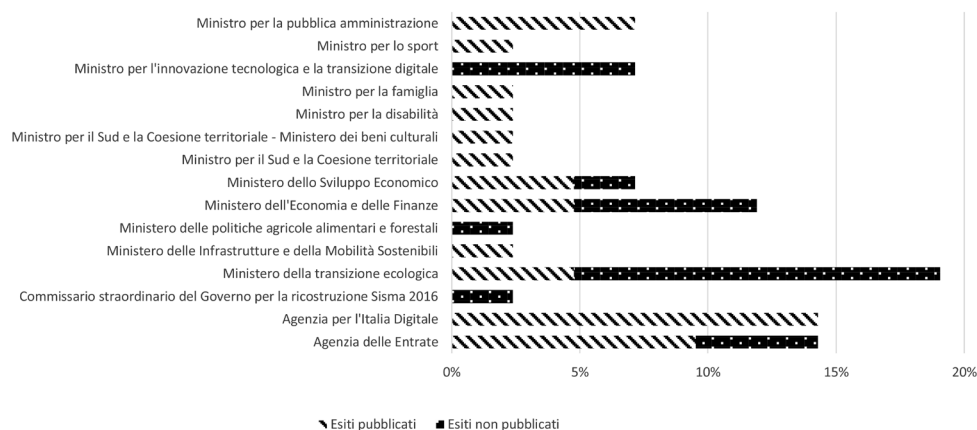 Ministro per la pubblica amministrazione
Ministro per lo sport
Ministro per l'innovazione tecnologica e la transizione digitale
Ministro per la famiglia
Ministro per la disabilità
Ministro per il Sud e la Coesione territoriale - Ministero dei beni culturali
Ministro per il Sud e la Coesione territoriale
Ministero dello Sviluppo Economico
Ministero dell'Economia e delle Finanze
Ministero delle politiche agricole alimentari e forestali
Ministero delle Infrastrutture e della Mobilità Sostenibili
Ministero della transizione ecologica
Commissario straordinario del Governo per la ricostruzione Sisma 2016
Agenzia per l'Italia Digitale
Agenzia delle Entrate
0% 5% 10% 15% 20%
Esiti pubblicati Esiti non pubblicati